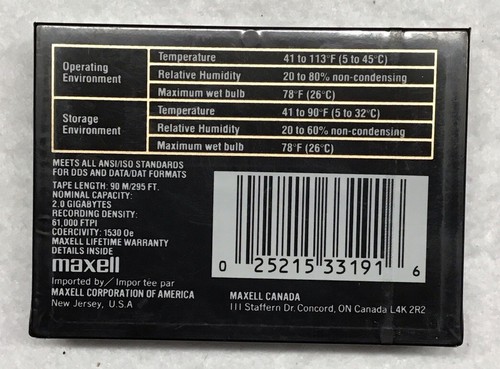 Operating Environment
Temperature 41 to 113°F (5 to 45°C)
Relative Humidity 20 to 80% non-condensing
Maximum wet bulb 78°F (26°C)
Storage Environment
Temperature 41 to 90°F (5 to 32°C)
Relative Humidity 20 to 60% non-condensing
Maximum wet bulb 78°F (26°C)
MEETS ALL ANSI/ISO STANDARDS
FOR DDS AND DATA/DAT FORMATS
TAPE LENGTH: 90 M/295 FT.
NOMINAL CAPACITY:
2.0 GIGABYTES
RECORDING DENSITY:
61,000 FTPI
COERCIVITY: 1530 Oe
MAXELL LIFETIME WARRANTY
DETAILS INSIDE
maxell
Imported by/Importee par
MAXELL CORPORATION OF AMERICA
New Jersey, U.S.A
0 25215 33191 6
MAXELL CANADA
111 Staffern Dr. Concord, ON Canada L4K 2R2